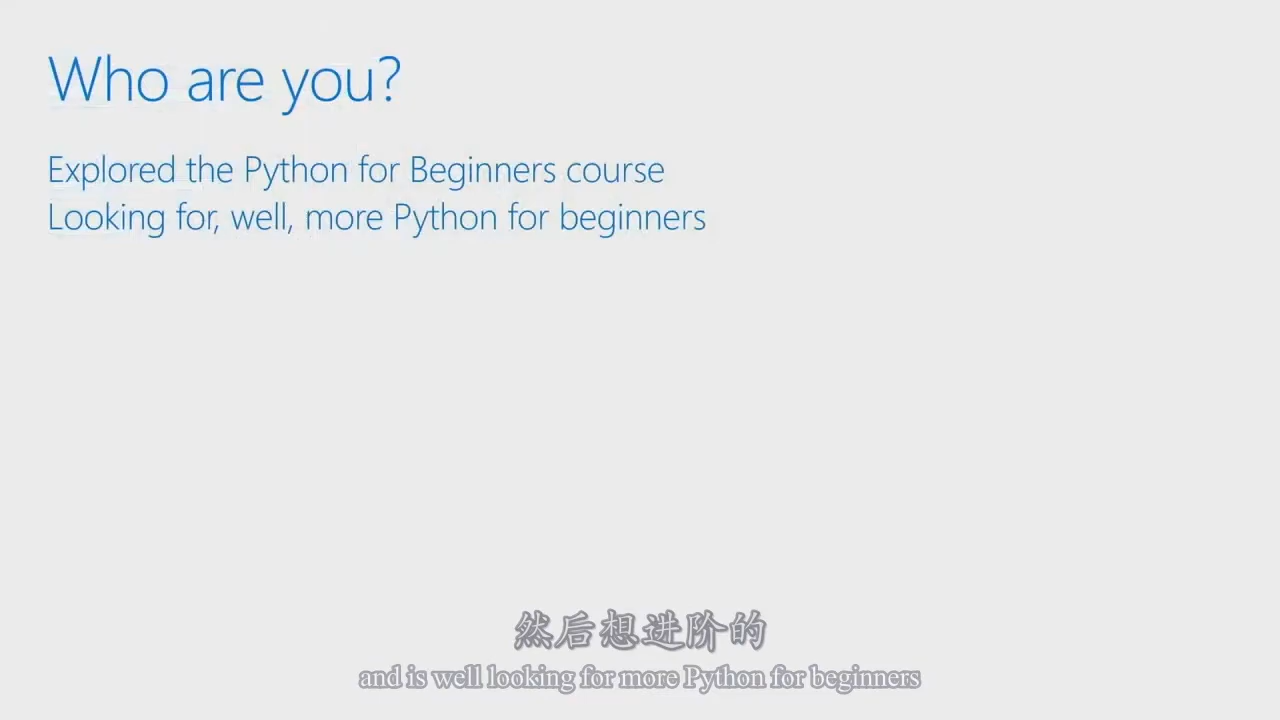 Who are you?
Explored the Python for Beginners course
Looking for, well, more Python for beginners
然后想进阶的
and is well looking for more Python for beginners